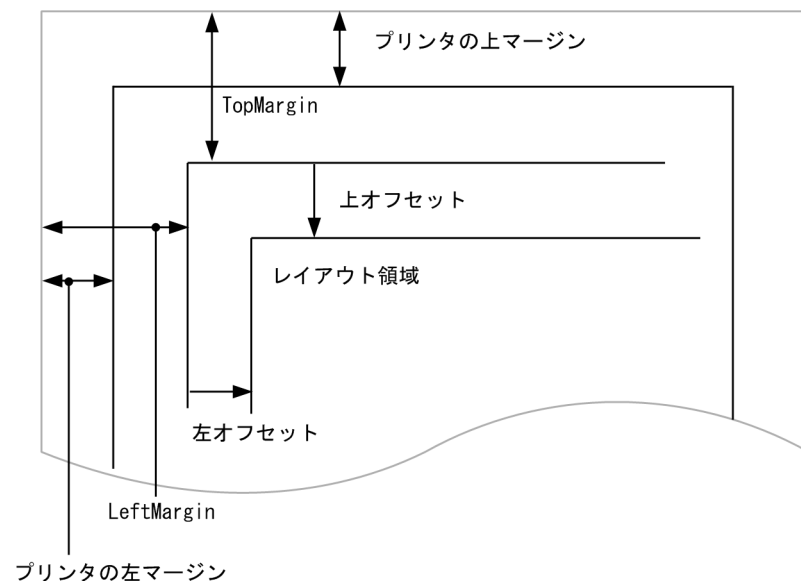 プリンタの上マージン
TopMargin
上オフセット
レイアウト領域
左オフセット
LeftMargin
プリンタの左マージン